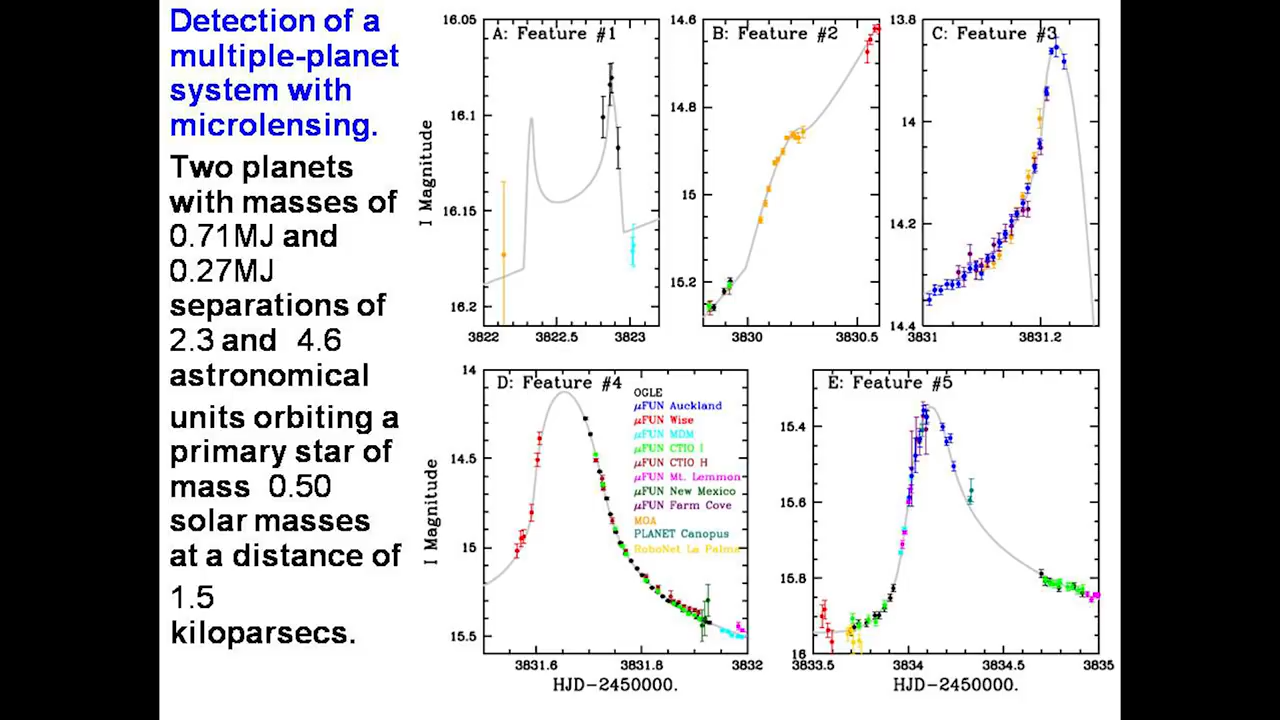 Detection of a
multiple-planet
system with
microlensing.
Two planets
with masses of
0.71MJ and
0.27MJ
separations of
2.3 and 4.6
astronomical
units orbiting a
primary star of
mass 0.50
solar masses
at a distance of
1.5
kiloparsecs.
A: Feature #1
I Magnitude
16.05
16.1
16.15
16.2
3822 3822.5 3823
B: Feature #2
14.6
14.8
15
15.2
3830 3830.5
C: Feature #3
13.8
14
14.2
14.4
3831 3831.2
D: Feature #4
I Magnitude
14
14.5
15
15.5
3831.6 3831.8 3832
HJD-2450000.
OGLE
μFUN Auckland
μFUN Wise
μFUN MDM
μFUN CTIO I
μFUN CTIO H
μFUN Mt. Lemmon
μFUN New Mexico
μFUN Farm Cove
MOA
PLANET Canopus
RoboNet La Palma
E: Feature #5
15.4
15.6
15.8
16
3833.5 3834 3834.5 3835
HJD-2450000.